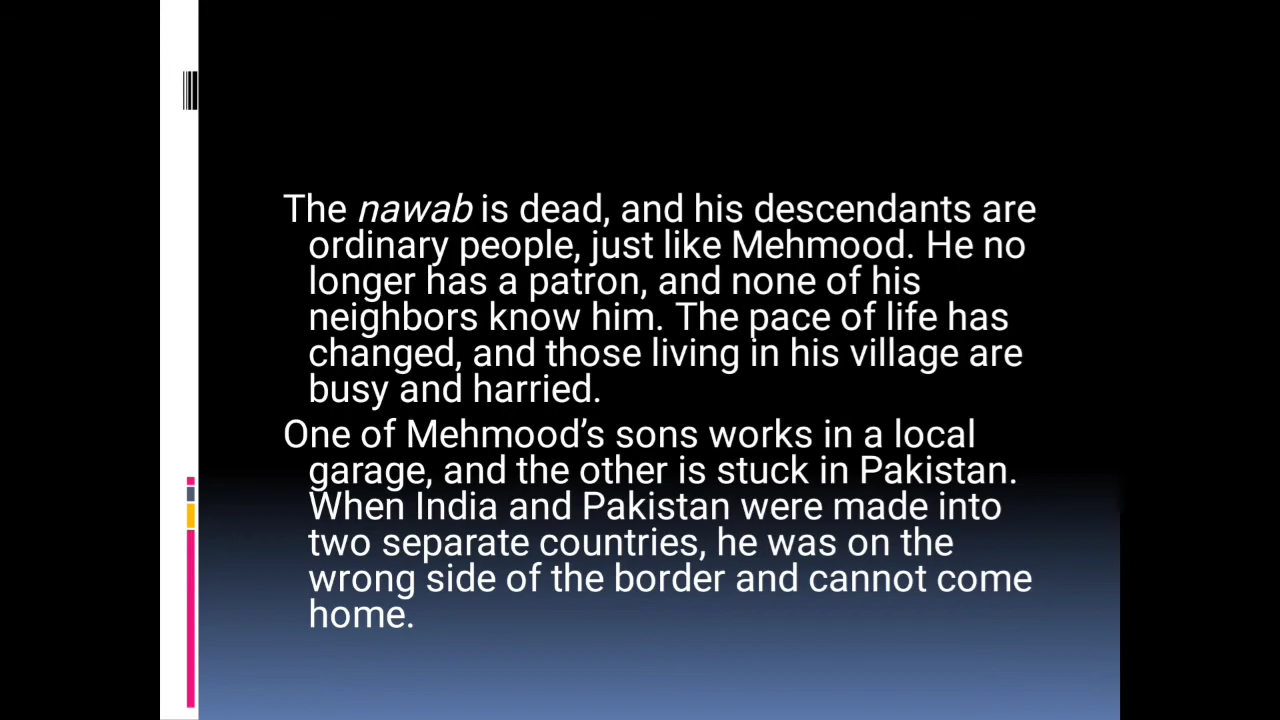 The nawab is dead, and his descendants are
ordinary people, just like Mehmood. He no
longer has a patron, and none of his
neighbors know him. The pace of life has
changed, and those living in his village are
busy and harried.
One of Mehmood’s sons works in a local
garage, and the other is stuck in Pakistan.
When India and Pakistan were made into
two separate countries, he was on the
wrong side of the border and cannot come
home.